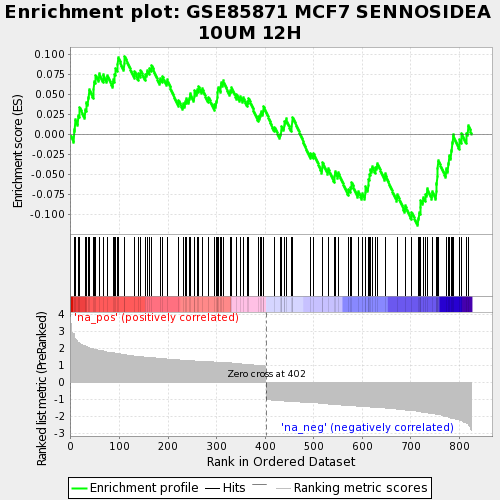 Enrichment plot: GSE85871 MCF7 SENNOSIDEA
10UM 12H
Enrichment score (ES)
0.100
0.075
0.050
0.025
0.000
-0.025
-0.050
-0.075
-0.100
'na_pos' (positively correlated)
Ranked list metric (PreRanked)
4
3
2
1
0
-1
-2
-3
Zero cross at 402
'na_neg' (negatively correlated)
0
100
200
300
400
500
600
700
800
Rank in Ordered Dataset
Enrichment profile
Hits
Ranking metric scores